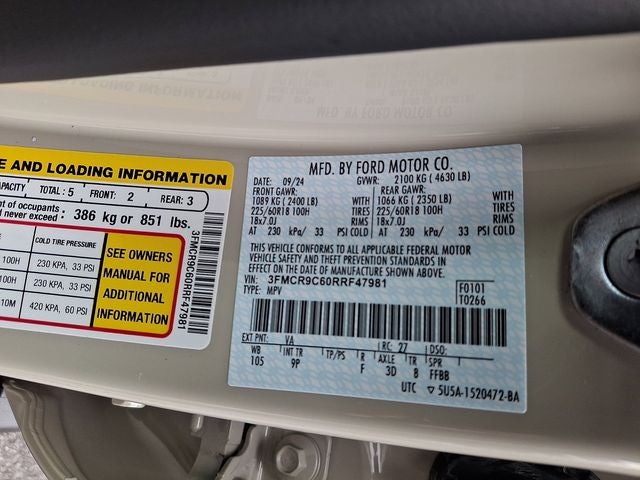 E AND LOADING INFORMATION
APACITY TOTAL: 5 FRONT: 2 REAR: 3
nt of occupants :
never exceed : 386 kg or 851 lbs.
COLD TIRE PRESSURE
100H 230 KPA, 33 PSI
100H 230 KPA, 33 PSI
10M 420 KPA, 60 PSI
SEE OWNERS
MANUAL FOR
ADDITIONAL
INFORMATION
3FMCR9C60RRF47981
MFD. BY FORD MOTOR CO.
DATE: 09/24 GVWR: 2100 KG ( 4630 LB)
FRONT GAWR: REAR GAWR:
1089 KG ( 2400 LB) WITH 1066 KG ( 2350 LB) WITH
225/60R18 100H TIRES 225/60R18 100H TIRES
18x7.0J RIMS 18x7.0J RIMS
AT 230 kPa/ 33 PSI COLD AT 230 kPa/ 33 PSI COLD
THIS VEHICLE CONFORMS TO ALL APPLICABLE FEDERAL MOTOR
VEHICLE SAFETY AND THEFT PREVENTION STANDARDS IN
EFFECT ON THE DATE OF MANUFACTURE SHOWN ABOVE.
VIN: 3FMCR9C60RRF47981 F0101
TYPE: MPV T0266
EXT PNT: VA RC: 27 DSO:
WB INT TR TP/PS R AXLE TR SPR
105 9P F 3D 8 FFBB
UTC ▽ 5U5A-1520472-BA